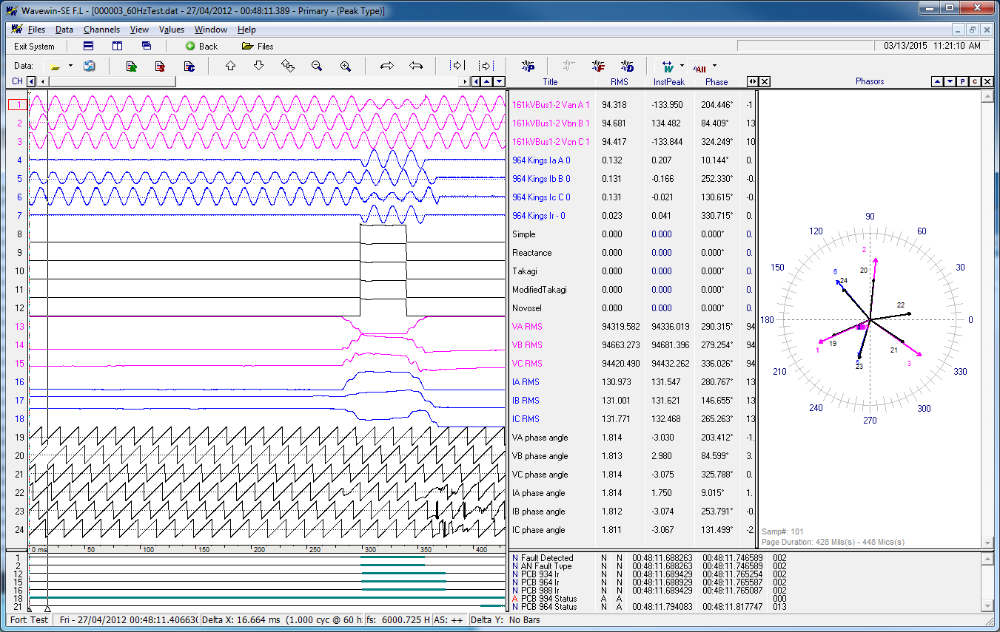 Wavewin-SE F.L - [000003_60HzTest.dat - 27/04/2012 - 00:48:11.389 - Primary - (Peak Type)]
Files Data Channels View Values Window Help
Exit System Back Files 03/13/2015 11:21:10 AM
Data: R S C P F D W All
CH Title RMS InstPeak Phase Phasors P C
1 161kVBus1-2 Van A 1 94.318 -133.950 204.446° -1
2 161kVBus1-2 Vbn B 1 94.681 134.482 84.409° 13
3 161kVBus1-2 Vcn C 1 94.417 -133.844 324.249° 10
4 964 Kings Ia A 0 0.132 0.207 10.144° 0.
5 964 Kings Ib B 0 0.131 -0.166 252.330° -0.
6 964 Kings Ic C 0 0.131 -0.021 130.615° -0.
7 964 Kings Ir - 0 0.023 0.041 330.715° 0.
8 Simple 0.000 0.000 0.000° 0.
9 Reactance 0.000 0.000 0.000° 0.
10 Takagi 0.000 0.000 0.000° 0.
11 ModifiedTakagi 0.000 0.000 0.000° 0.
12 Novosel 0.000 0.000 0.000° 0.
13 VA RMS 94319.582 94336.019 290.315° 94
14 VB RMS 94663.273 94681.396 279.254° 94
15 VC RMS 94420.490 94432.262 336.026° 94
16 IA RMS 130.973 131.547 280.767° 13
17 IB RMS 131.001 131.621 146.655° 13
18 IC RMS 131.771 132.468 265.263° 13
19 VA phase angle 1.814 -3.030 203.412° -1.
20 VB phase angle 1.813 2.980 84.599° 3.
21 VC phase angle 1.814 -3.075 325.788° 0.
22 IA phase angle 1.814 1.750 9.015° 1.
23 IB phase angle 1.812 -3.074 253.791° -0.
24 IC phase angle 1.811 -3.067 131.499° -2.
90
120 60
2
150 20 30
6
24
22
180 0
19 21
1 3
5
23
210 330
240 300
270
Samp#: 101
Page Duration: 428 Mils(s) - 448 Mics(s)
0 ms 50 100 150 200 250 300 350 400
1 N Fault Detected N N 00:48:11.688263 00:48:11.746589 002
2 N AN Fault Type N N 00:48:11.688263 00:48:11.746589 002
12 N PCB 934 Ir N N 00:48:11.689429 00:48:11.765254 002
15 N PCB 964 Ir N N 00:48:11.689429 00:48:11.765087 002
16 N PCB 988 Ir N N 00:48:11.689429 00:48:11.765087 002
18 A PCB 994 Status A A 000
21 N PCB 964 Status N N 00:48:11.794083 00:48:11.817747 013
Fort Test Fri - 27/04/2012 00:48:11.40663( Delta X: 16.664 ms (1.000 cyc @ 60 h fs: 6000.725 H AS: ++ Delta Y: No Bars